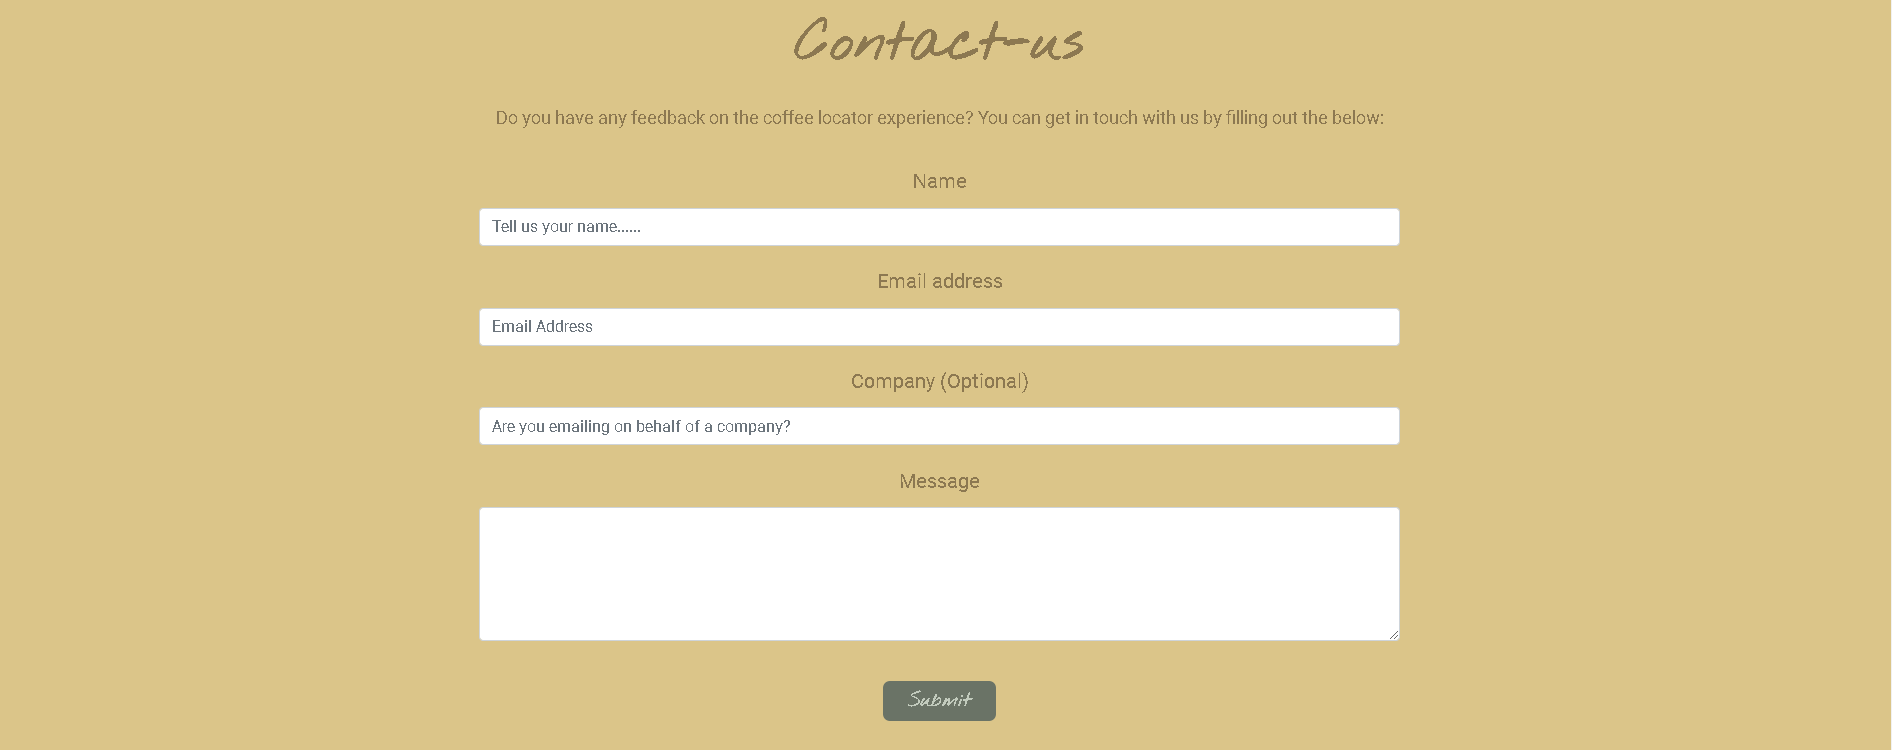 Contact-us
Do you have any feedback on the coffee locator experience? You can get in touch with us by filling out the below:
Name
Tell us your name......
Email address
Email Address
Company (Optional)
Are you emailing on behalf of a company?
Message
Submit